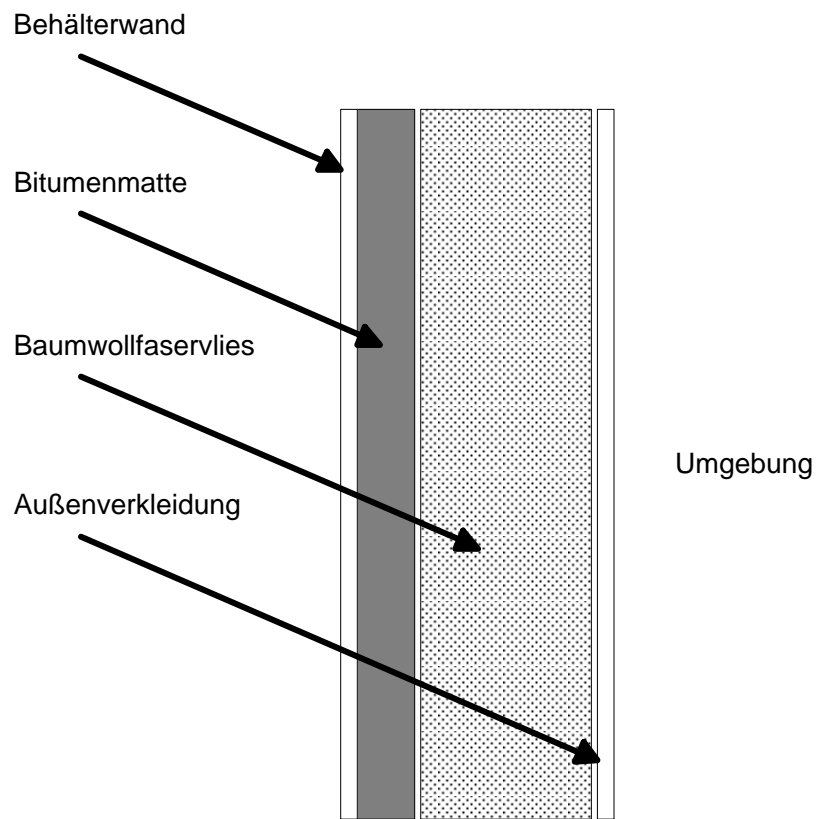 Behälterwand
Bitumenmatte
Baumwollfaservlies
Umgebung
Außenverkleidung